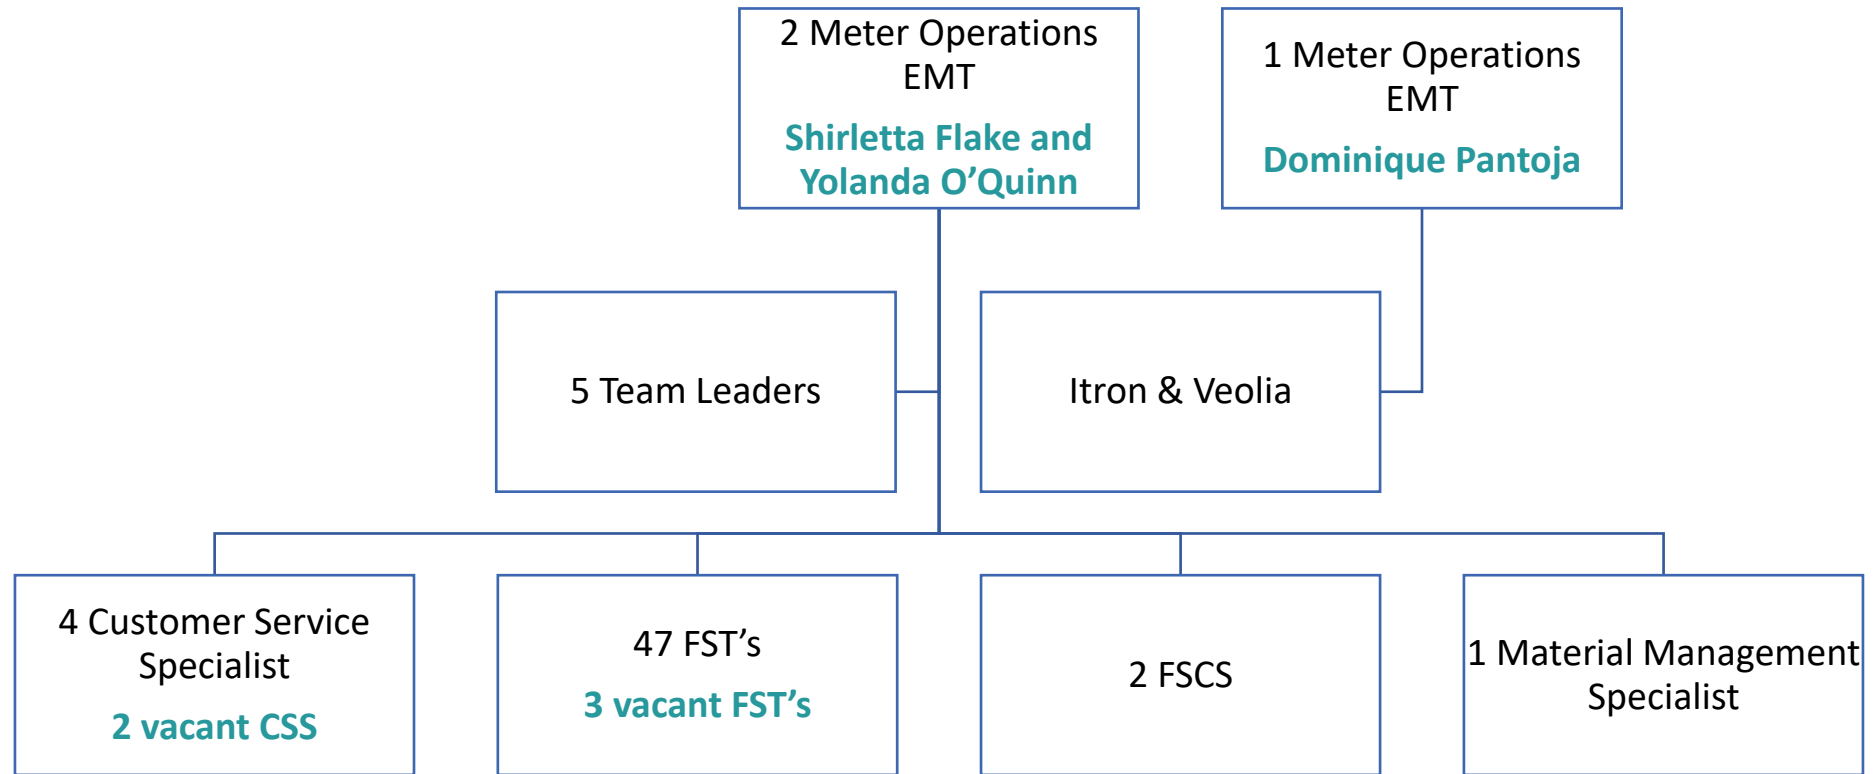 2 Meter Operations
EMT
Shirletta Flake and
Yolanda O’Quinn
1 Meter Operations
EMT
Dominique Pantoja
5 Team Leaders
Itron & Veolia
4 Customer Service
Specialist
2 vacant CSS
47 FST’s
3 vacant FST’s
2 FSCS
1 Material Management
Specialist